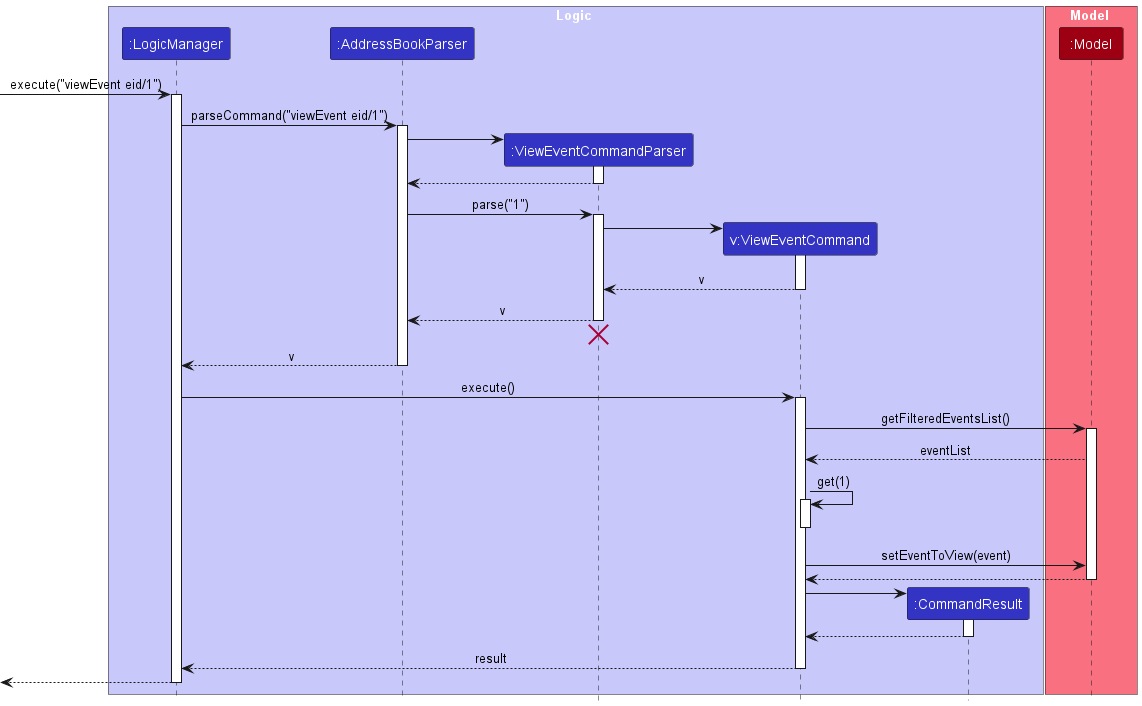 Logic
Model
:LogicManager
:AddressBookParser
:Model
execute("viewEvent eid/1")
parseCommand("viewEvent eid/1")
:ViewEventCommandParser
parse("1")
v:ViewEventCommand
v
v
v
execute()
getFilteredEventsList()
eventList
get(1)
setEventToView(event)
:CommandResult
result